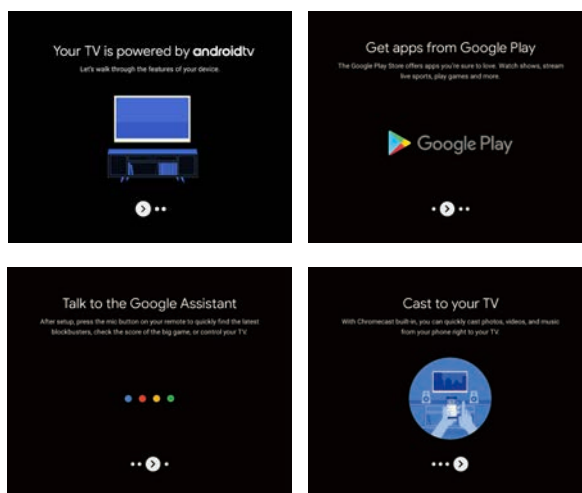 Your TV is powered by androidtv
Let's walk through the features of your device.
Get apps from Google Play
The Google Play Store offers apps you're sure to love. Watch shows, stream
live sports, play games and more.
Google Play
Talk to the Google Assistant
After setup, press the mic button on your remote to quickly find the latest
blockbusters, check the score of the big game, or control your TV.
Cast to your TV
With Chromecast built-in, you can quickly cast photos, videos, and music
from your phone right to your TV.